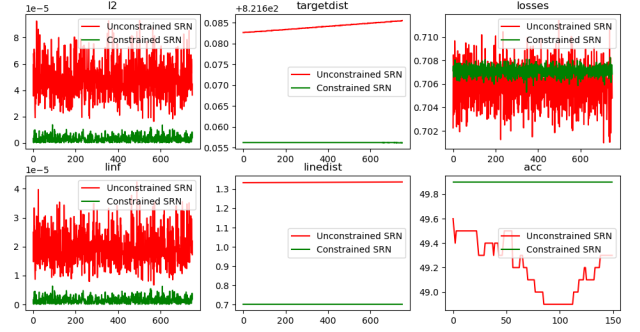 l2
1e−5
Unconstrained SRN
Constrained SRN
8
6
4
2
0
0 200 400 600
targetdist
+8.216e2
0.085
0.080
0.075
0.070
0.065
0.060
0.055
Unconstrained SRN
Constrained SRN
0 200 400 600
losses
0.710
0.708
0.706
0.704
0.702
Unconstrained SRN
Constrained SRN
0 200 400 600
linf
1e−5
Unconstrained SRN
Constrained SRN
4
3
2
1
0
0 200 400 600
linedist
1.3
1.2
1.1
1.0
0.9
0.8
0.7
Unconstrained SRN
Constrained SRN
0 200 400 600
acc
49.8
49.6
49.4
49.2
49.0
Unconstrained SRN
Constrained SRN
0 50 100 150